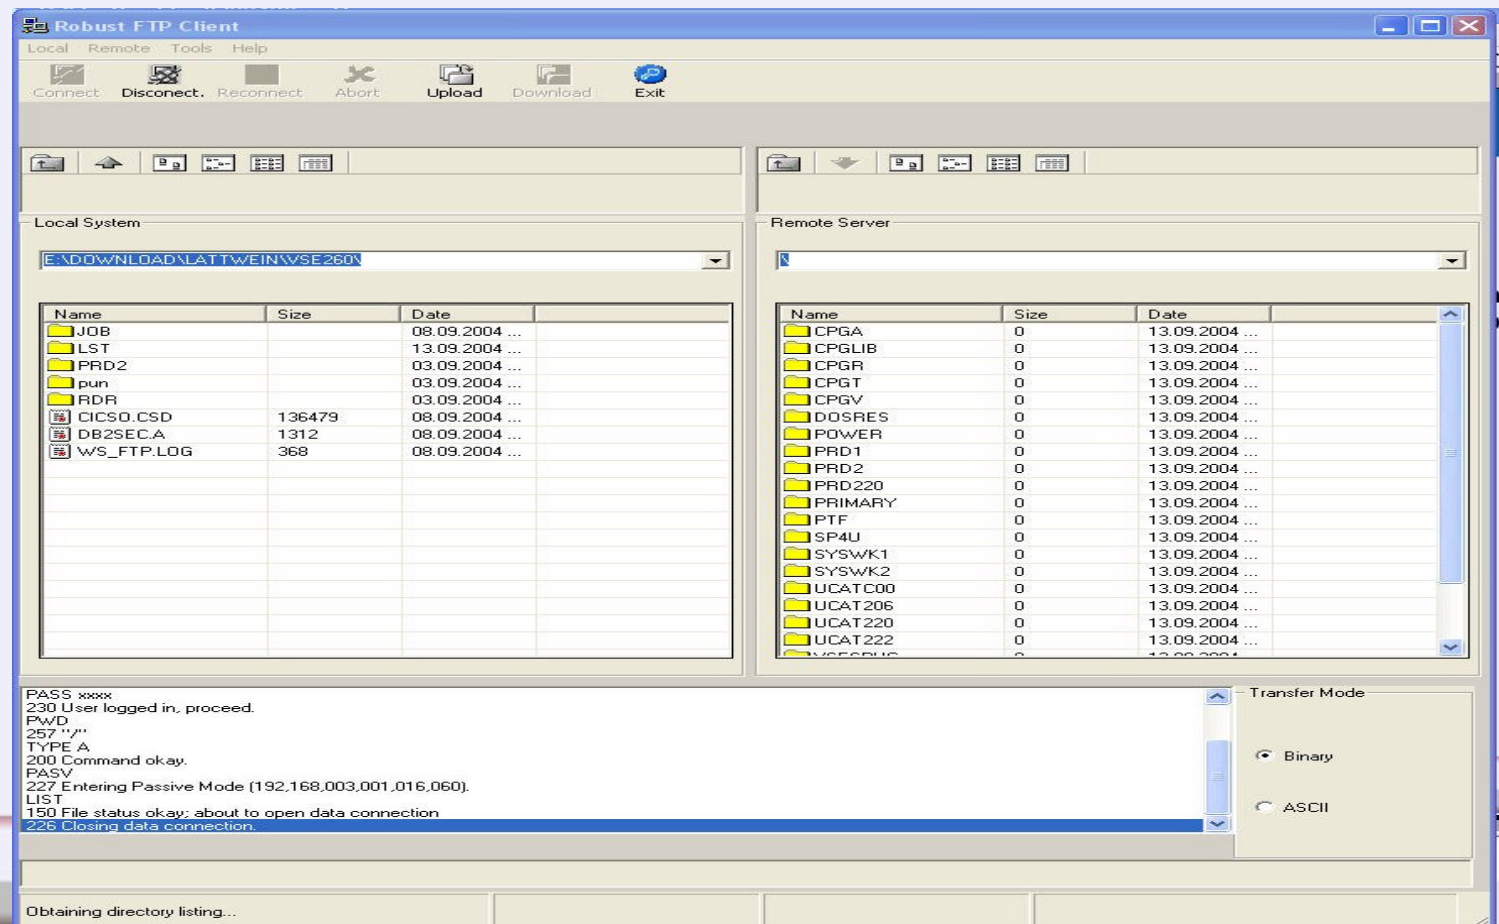 Robust FTP Client
Local Remote Tools Help
Connect Disconect. Reconnect Abort Upload Download Exit
Local System
E:\DOWNLOAD\LATTWEIN\VSE260\
Name Size Date
JOB 08.09.2004 ...
LST 13.09.2004 ...
PRD2 03.09.2004 ...
pun 03.09.2004 ...
RDR 03.09.2004 ...
CICSO.CSD 136479 08.09.2004 ...
DB2SEC.A 1312 08.09.2004 ...
WS_FTP.LOG 368 08.09.2004 ...
Remote Server
\
Name Size Date
CPGA 0 13.09.2004 ...
CPGLIB 0 13.09.2004 ...
CPGR 0 13.09.2004 ...
CPGT 0 13.09.2004 ...
CPGV 0 13.09.2004 ...
DOSRES 0 13.09.2004 ...
POWER 0 13.09.2004 ...
PRD1 0 13.09.2004 ...
PRD2 0 13.09.2004 ...
PRD220 0 13.09.2004 ...
PRIMARY 0 13.09.2004 ...
PTF 0 13.09.2004 ...
SP4U 0 13.09.2004 ...
SYSWK1 0 13.09.2004 ...
SYSWK2 0 13.09.2004 ...
UCATC00 0 13.09.2004 ...
UCAT206 0 13.09.2004 ...
UCAT220 0 13.09.2004 ...
UCAT222 0 13.09.2004 ...
PASS xxxx
230 User logged in, proceed.
PWD
257 "/"
TYPE A
200 Command okay.
PASV
227 Entering Passive Mode (192,168,003,001,016,060).
LIST
150 File status okay; about to open data connection
226 Closing data connection.
Transfer Mode
Binary
ASCII
Obtaining directory listing...